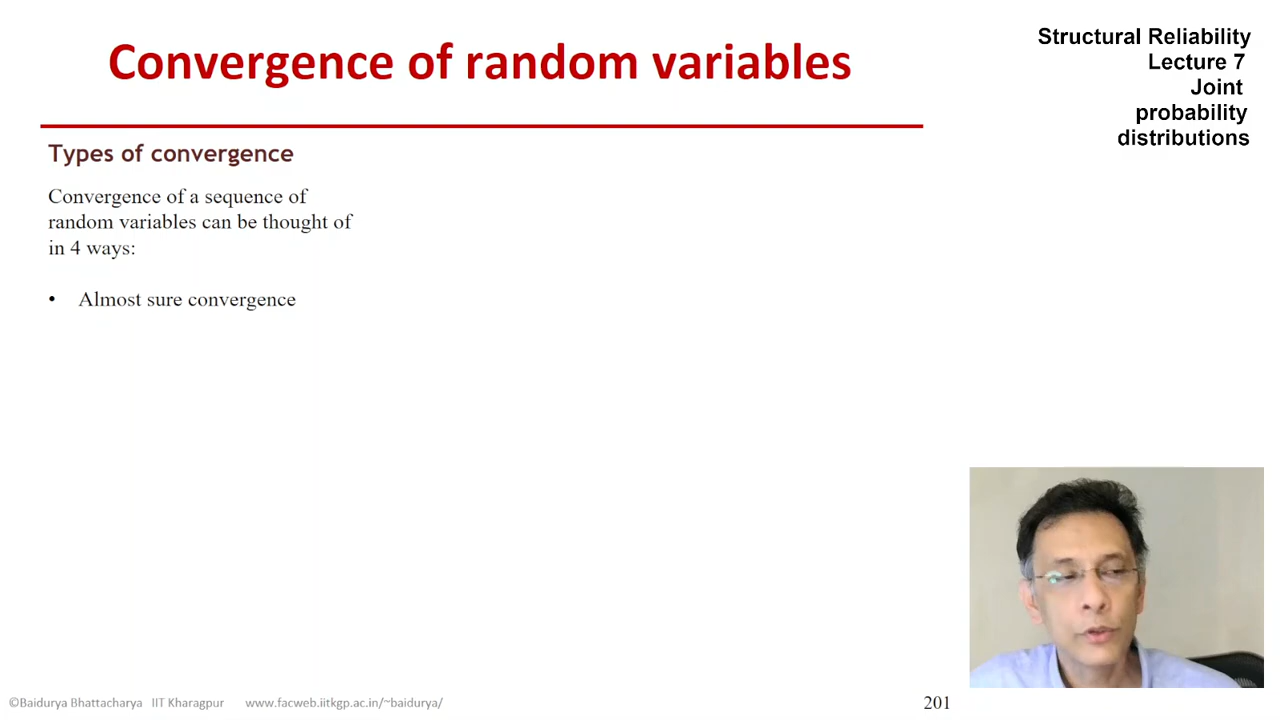 Convergence of random variables
Structural Reliability
Lecture 7
Joint
probability
distributions
Types of convergence
Convergence of a sequence of
random variables can be thought of
in 4 ways:
• Almost sure convergence
©Baidurya Bhattacharya IIT Kharagpur www.facweb.iitkgp.ac.in/~baidurya/
201